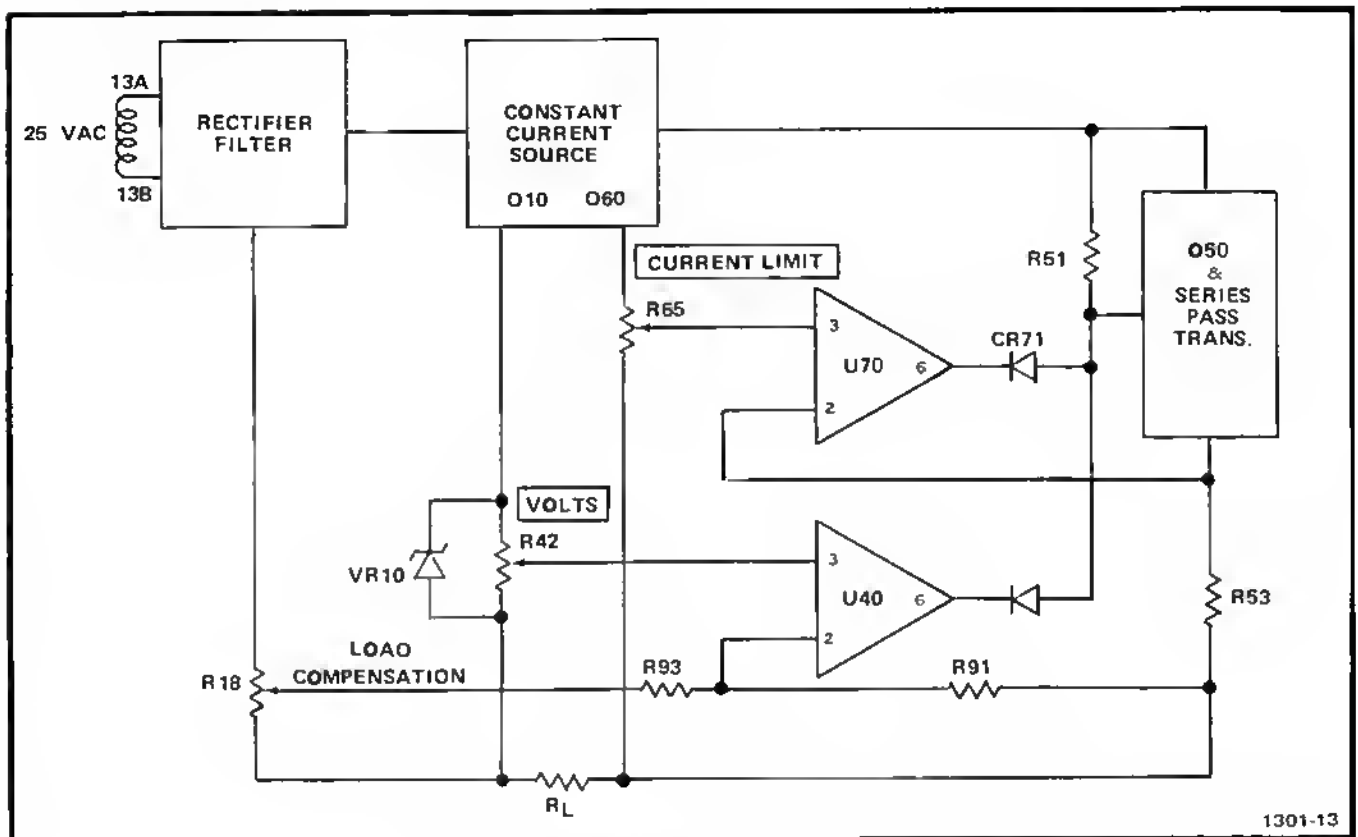 13A
25 VAC
13B
RECTIFIER
FILTER
CONSTANT
CURRENT
SOURCE
O10 O60
CURRENT LIMIT
R65
3
U70
6
2
CR71
R51
O50
&
SERIES
PASS
TRANS.
VOLTS
R42
VR10
3
U40
6
2
R53
LOAO
COMPENSATION
R18
R93
R91
RL
1301-13